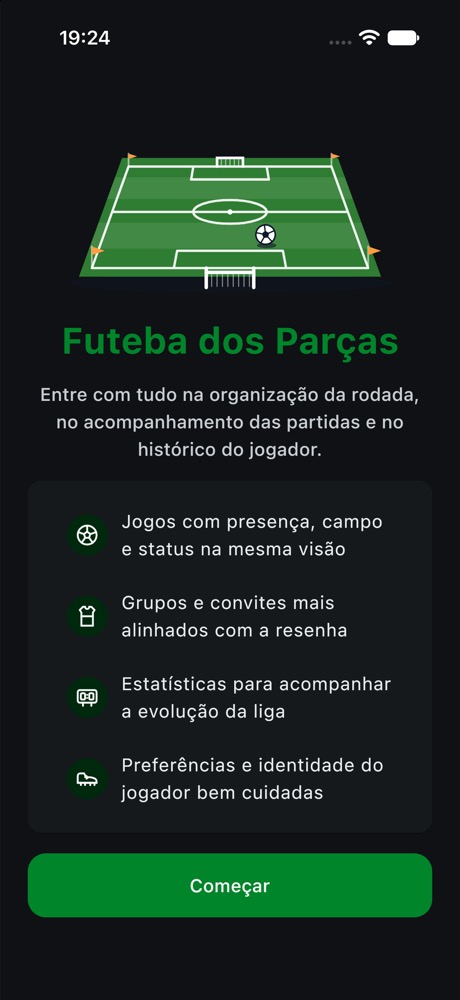 19:24
Futeba dos Parças
Entre com tudo na organização da rodada,
no acompanhamento das partidas e no
histórico do jogador.
Jogos com presença, campo
e status na mesma visão
Grupos e convites mais
alinhados com a resenha
Estatísticas para acompanhar
a evolução da liga
Preferências e identidade do
jogador bem cuidadas
Começar